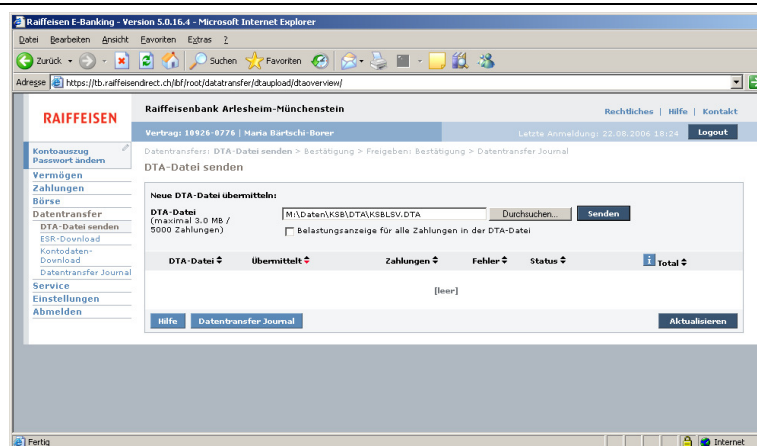 Raiffeisen E-Banking - Version 5.0.16.4 - Microsoft Internet Explorer
Datei Bearbeiten Ansicht Favoriten Extras ?
Zurück Suchen Favoriten
Adresse https://tb.raiffeisendirect.ch/ibf/root/datatransfer/dtaupload/dtaoverview/
RAIFFEISEN
Raiffeisenbank Arlesheim-Münchenstein
Rechtliches | Hilfe | Kontakt
Vertrag: 10926-0776 | Maria Bärtschi-Borer
Letzte Anmeldung: 22.08.2006 18:24 Logout
Kontoauszug
Passwort ändern
Vermögen
Zahlungen
Börse
Datentransfer
DTA-Datei senden
ESR-Download
Kontodaten-
Download
Datentransfer Journal
Service
Einstellungen
Abmelden
Datentransfers: DTA-Datei senden > Bestätigung > Freigeben: Bestätigung > Datentransfer Journal
DTA-Datei senden
Neue DTA-Datei übermitteln:
DTA-Datei
(maximal 3.0 MB /
5000 Zahlungen)
M:\Daten\KSB\DTA\KSBLSV.DTA Durchsuchen... Senden
Belastungsanzeige für alle Zahlungen in der DTA-Datei
DTA-Datei Übermittelt Zahlungen Fehler Status i Total
[leer]
Hilfe Datentransfer Journal Aktualisieren
Fertig Internet